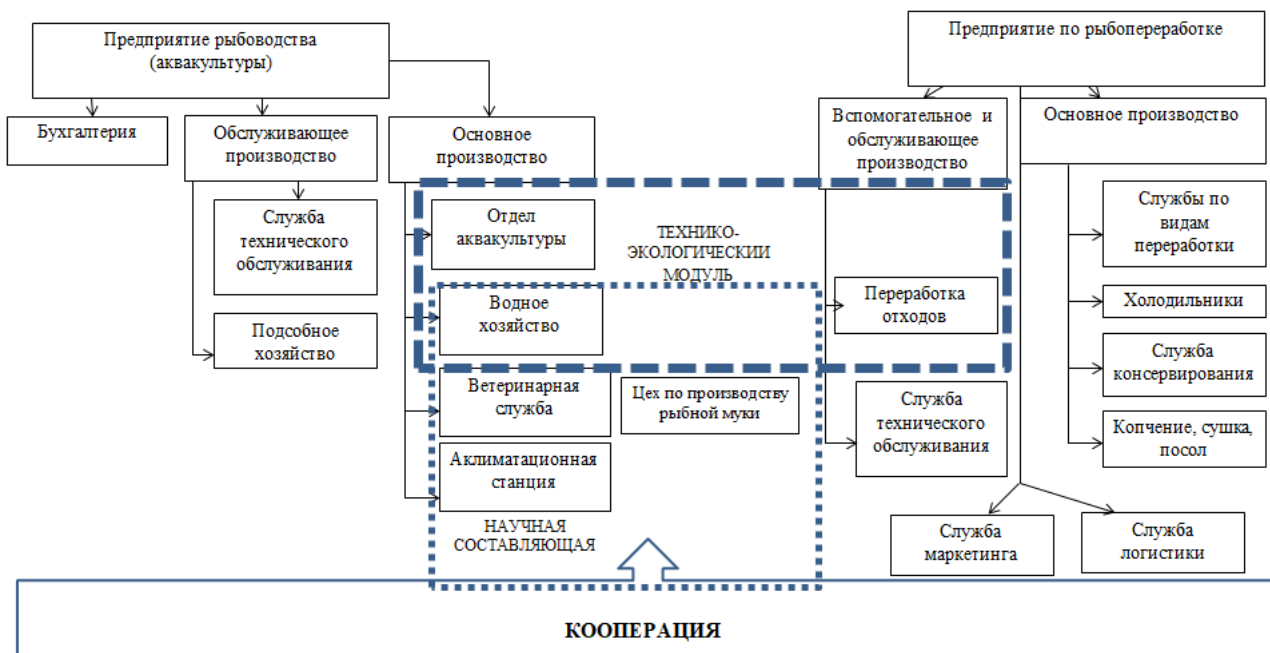 Предприятие рыбоводства
(аквакультуры)
Предприятие по рыбопереработке
Бухгалтерия
Обслуживающее
производство
Основное
производство
Вспомогательное и
обслуживающее
производство
Основное производство
Служба
технического
обслуживания
Подсобное
хозяйство
Отдел
аквакультуры
ТЕХНИКО-
ЭКОЛОГИЧЕСКИЙ
МОДУЛЬ
Водное
хозяйство
Ветеринарная
служба
Цех по производству
рыбной муки
Аклиматационная
станция
НАУЧНАЯ
СОСТАВЛЯЮЩАЯ
Переработка
отходов
Служба
технического
обслуживания
Службы по
видам
переработки
Холодильники
Служба
консервирования
Копчение, сушка,
посол
Служба
маркетинга
Служба
логистики
КООПЕРАЦИЯ